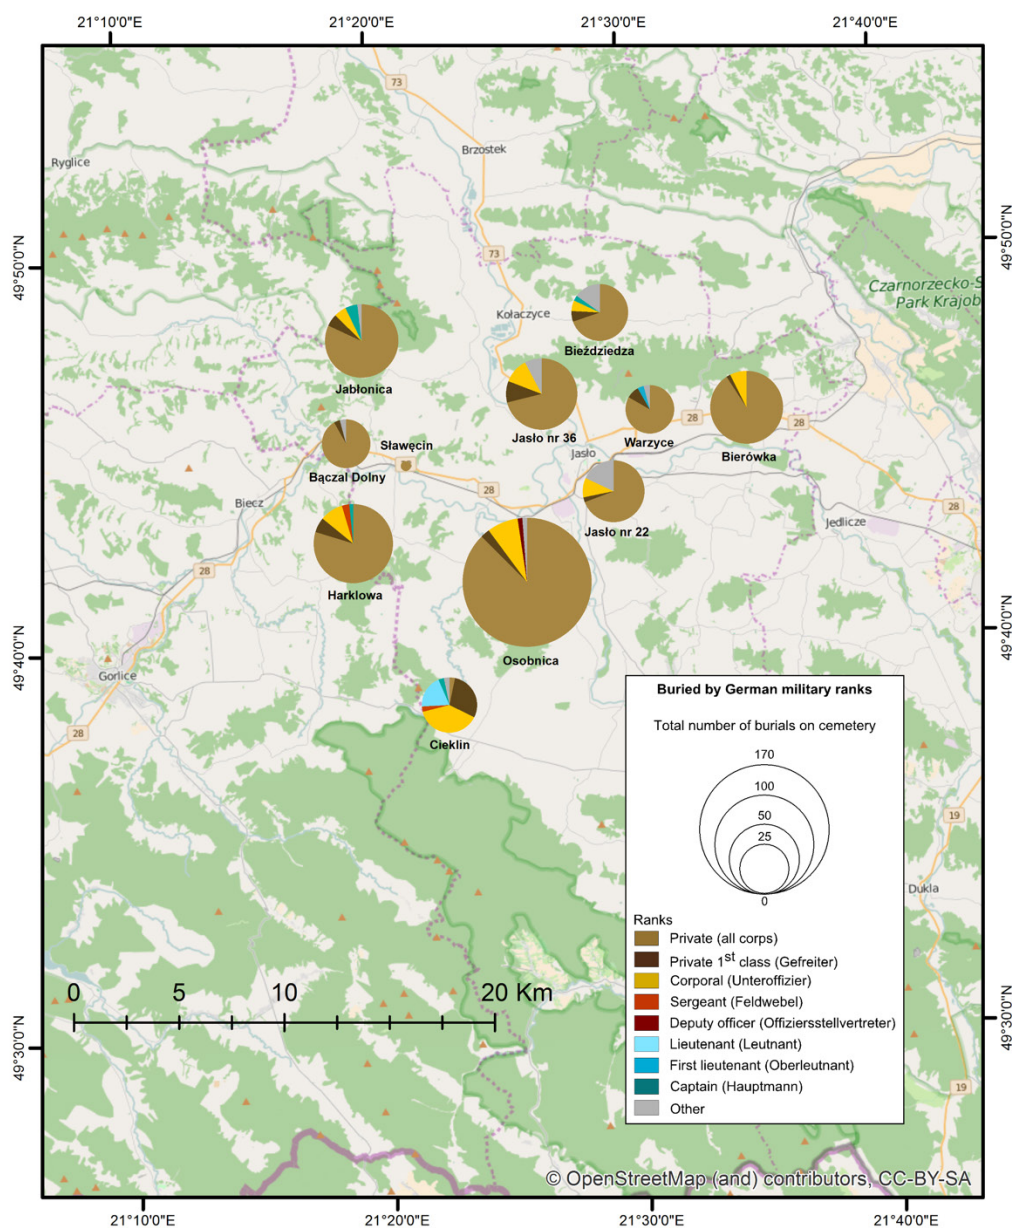 21°10'0"E 21°20'0"E 21°30'0"E 21°40'0"E
73
Brzostek
Ryglice
49°50'0"N
49°50'0"N
73
Czarnorzecko-S
Park Krajob
Kołaczyce
Bieździedza
Jabłonica
28
28
Jasło nr 36
Warzyce
Bierówka
Sławęcin
Jasło
28
Bączal Dolny
28
Biecz
28
Jedlicze
Jasło nr 22
28
Harklowa
49°40'0"N
49°40'0"N
Osobnica
Gorlice
28
Cieklin
Buried by German military ranks
Total number of burials on cemetery
170
100
50
25
0
19
Dukla
Ranks
Private (all corps)
Private 1st class (Gefreiter)
Corporal (Unteroffizier)
Sergeant (Feldwebel)
Deputy officer (Offiziersstellvertreter)
Lieutenant (Leutnant)
First lieutenant (Oberleutnant)
Captain (Hauptmann)
Other
0 5 10 20 Km
49°30'0"N
49°30'0"N
19
© OpenStreetMap (and) contributors, CC-BY-SA
21°10'0"E 21°20'0"E 21°30'0"E 21°40'0"E